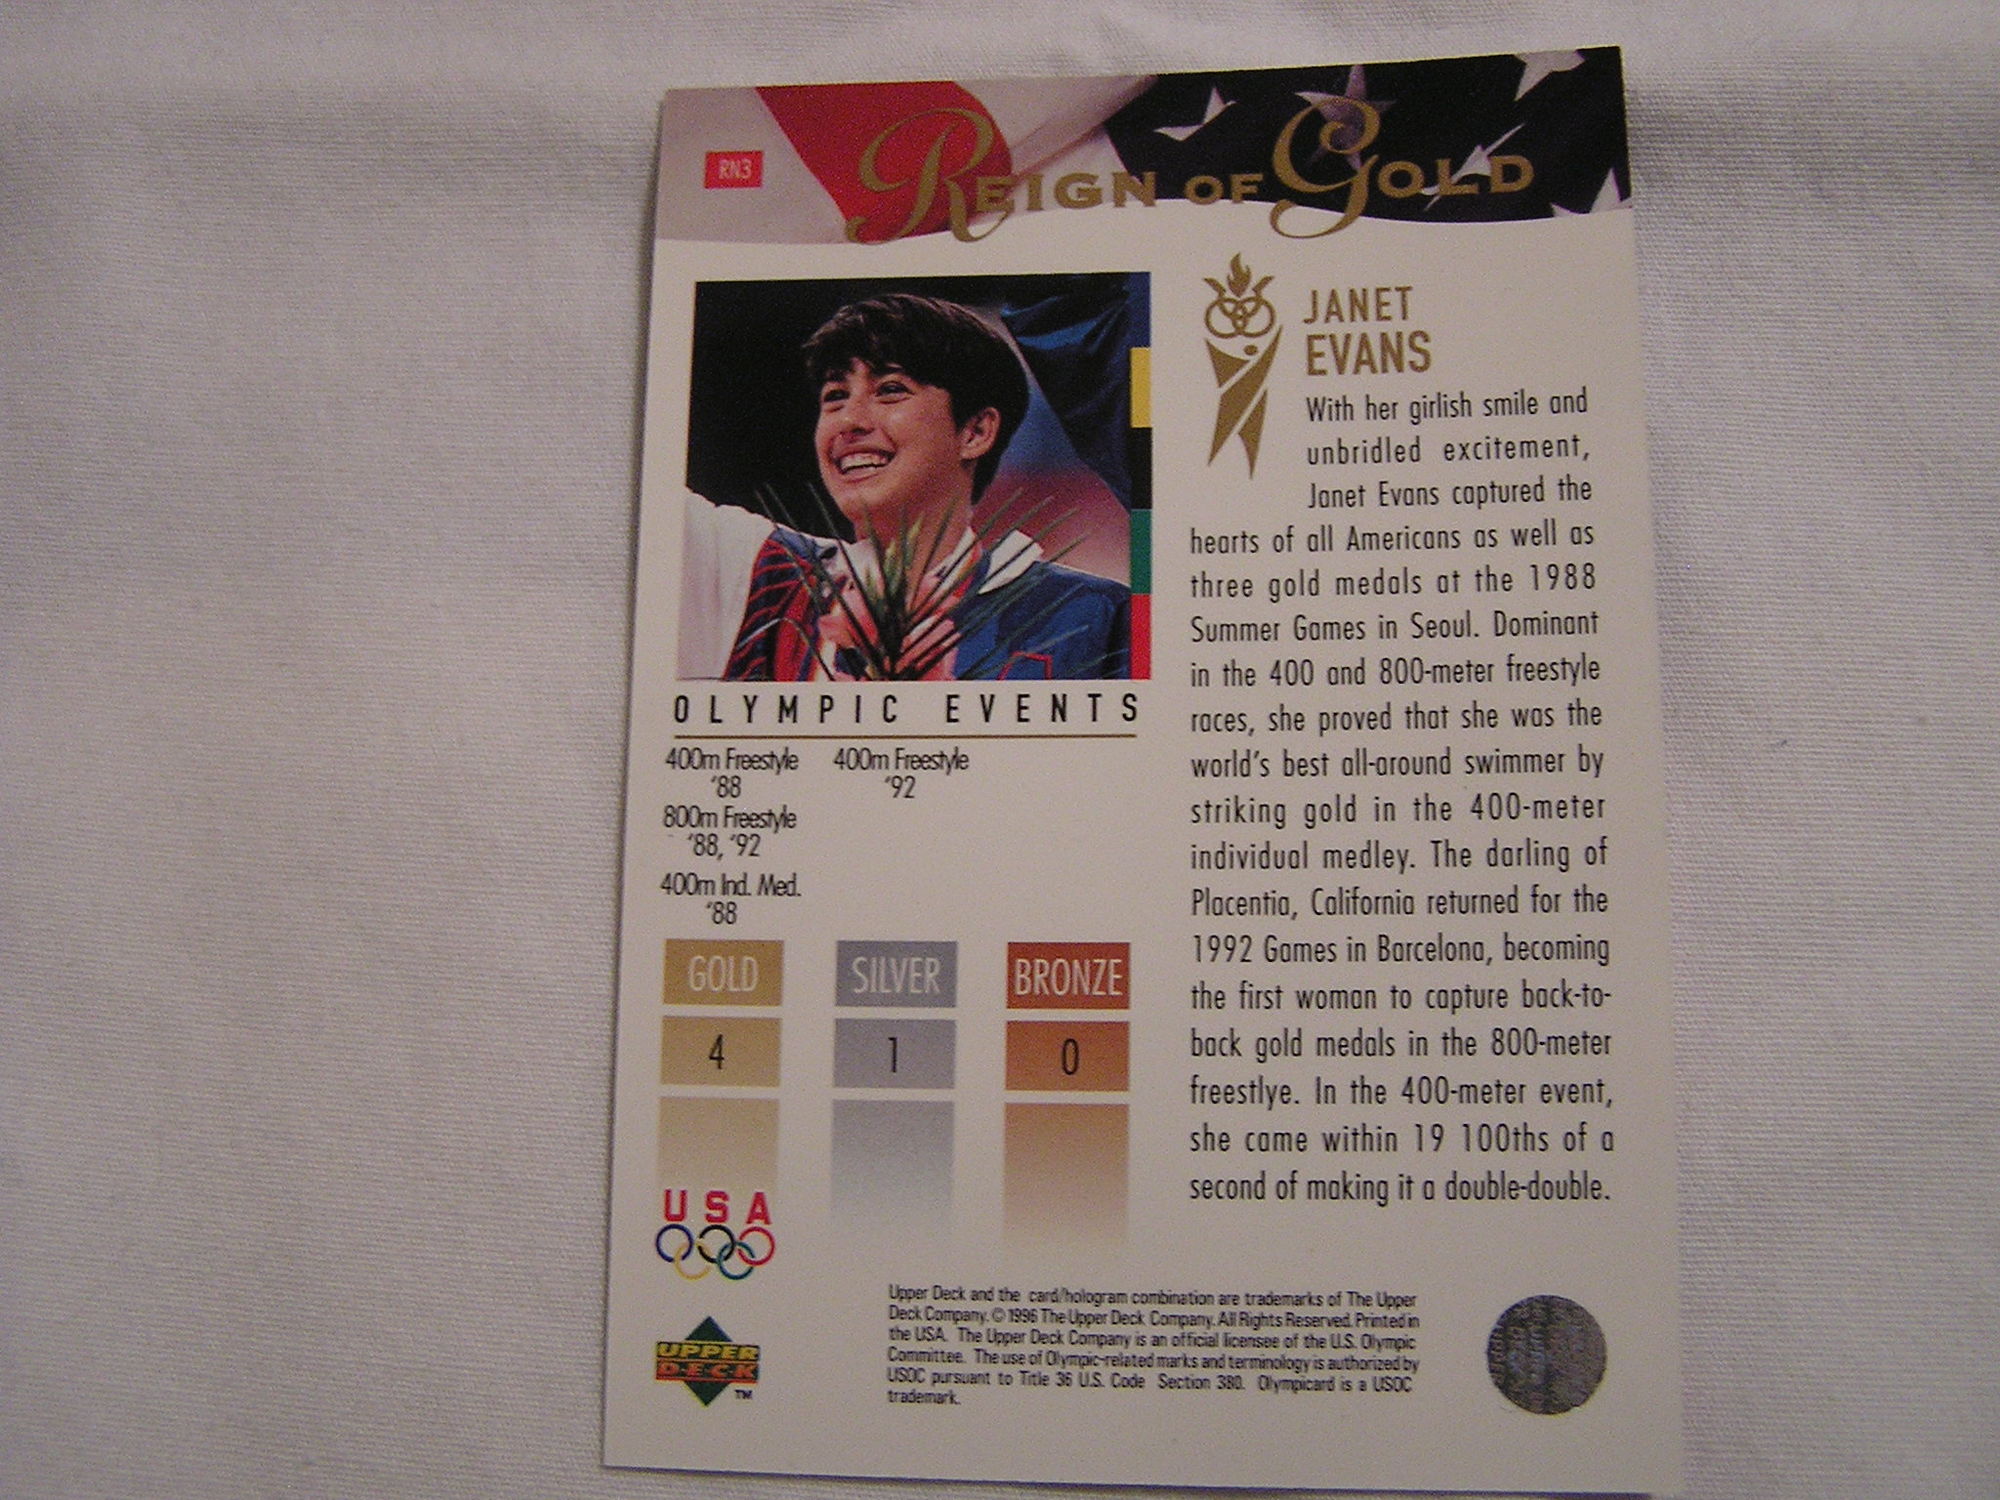 RN3
REIGN OF GOLD
JANET
EVANS
With her girlish smile and
unbridled excitement,
Janet Evans captured the
hearts of all Americans as well as
three gold medals at the 1988
Summer Games in Seoul. Dominant
in the 400 and 800-meter freestyle
races, she proved that she was the
world's best all-around swimmer by
striking gold in the 400-meter
individual medley. The darling of
Placentia, California returned for the
1992 Games in Barcelona, becoming
the first woman to capture back-to-
back gold medals in the 800-meter
freestlye. In the 400-meter event,
she came within 19 100ths of a
second of making it a double-double.
OLYMPIC EVENTS
400m Freestyle 400m Freestyle
'88 '92
800m Freestyle
'88, '92
400m Ind. Med.
'88
GOLD SILVER BRONZE
4 1 0
USA
UPPER
DECK
TM
Upper Deck and the card/hologram combination are trademarks of The Upper
Deck Company. © 1996 The Upper Deck Company. All Rights Reserved. Printed in
the USA. The Upper Deck Company is an official licensee of the U.S. Olympic
Committee. The use of Olympic-related marks and terminology is authorized by
USOC pursuant to Title 36 U.S. Code Section 380. Olympicard is a USOC
trademark.